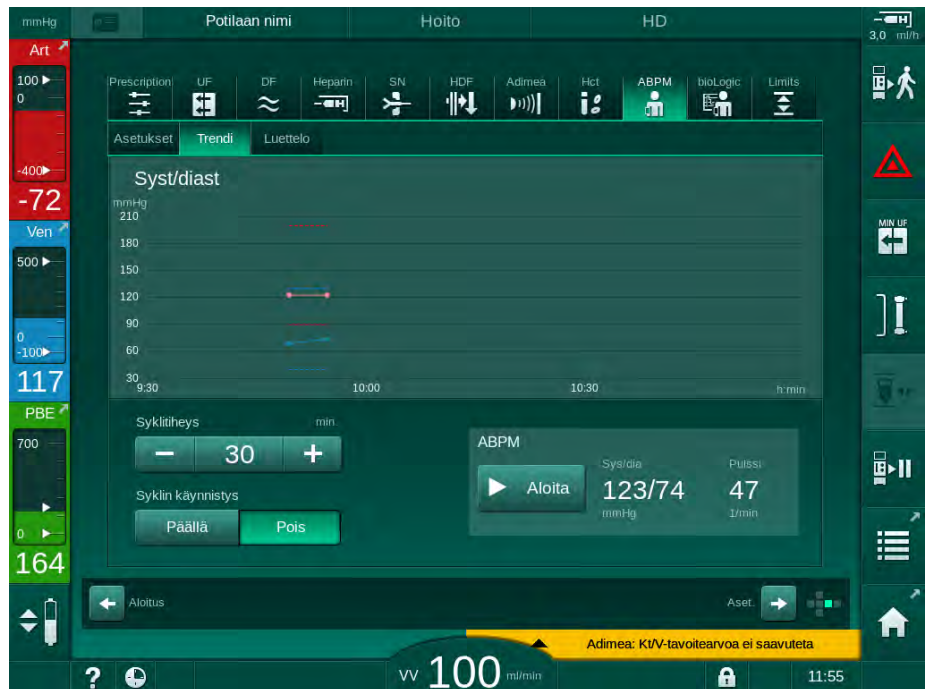 mmHg Potilaan nimi Hoito HD
3,0 ml/h
Art
100
0
-400
-72
Ven
500
0
-100
117
PBE
700
0
164
Prescription UF DF Heparin SN HDF Adimea Hct ABPM bioLogic Limits
Asetukset Trendi Luettelo
Syst/diast
mmHg
210
180
150
120
90
60
30
9:30 10:00 10:30 h:min
Syklitiheys min
30
Syklin käynnistys
Päällä Pois
ABPM
Aloita
Sys/dia Pulssi
123/74 47
mmHg 1/min
MIN UF
Aloitus Aset.
Adimea: Kt/V-tavoitearvoa ei saavuteta
VV 100 ml/min
? 11:55